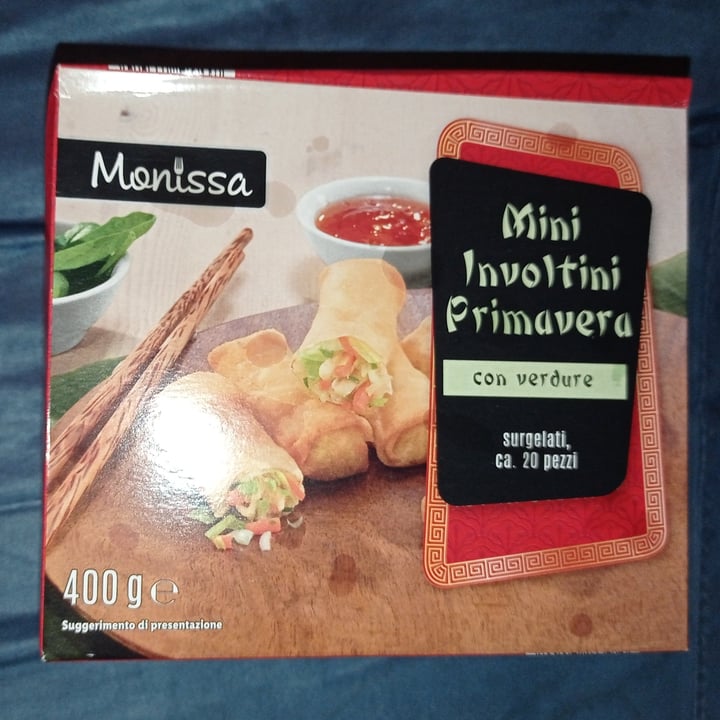 Monissa
Mini
Involtini
Primavera
con verdure
surgelati,
ca. 20 pezzi
400 g ℮
Suggerimento di presentazione